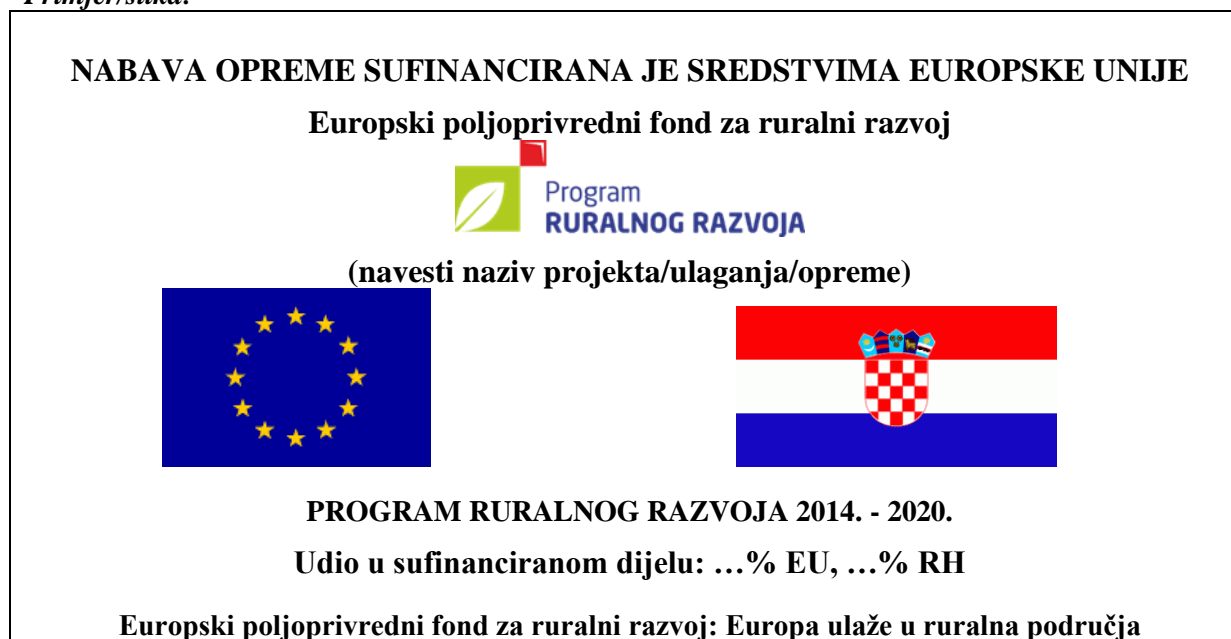 Primjer/slika:
NABAVA OPREME SUFINANCIRANA JE SREDSTVIMA EUROPSKE UNIJE
Europski poljoprivredni fond za ruralni razvoj
Program
RURALNOG RAZVOJA
(navesti naziv projekta/ulaganja/opreme)
PROGRAM RURALNOG RAZVOJA 2014. - 2020.
Udio u sufinanciranom dijelu: …% EU, …% RH
Europski poljoprivredni fond za ruralni razvoj: Europa ulaže u ruralna područja